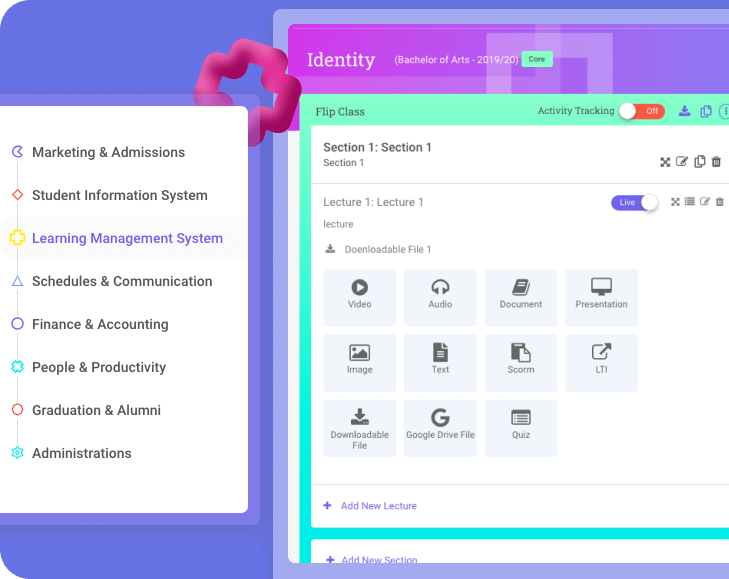 Marketing & Admissions
Student Information System
Learning Management System
Schedules & Communication
Finance & Accounting
People & Productivity
Graduation & Alumni
Administrations
Identity (Bachelor of Arts - 2019/20) Core
Flip Class Activity Tracking Off
Section 1: Section 1
Section 1
Lecture 1: Lecture 1 Live
lecture
Doenloadable File 1
Video Audio Document Presentation
Image Text Scorm LTI
Downloadable File Google Drive File Quiz
+ Add New Lecture
+ Add New Section